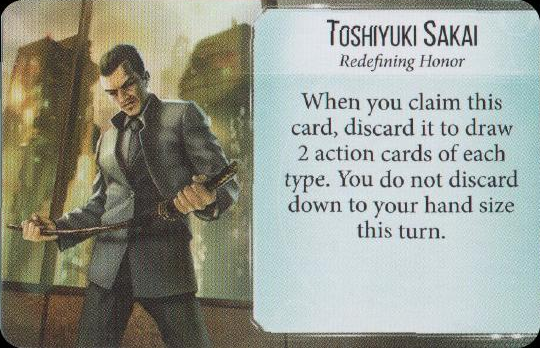 TOSHIYUKI SAKAI
Redefining Honor
When you claim this
card, discard it to draw
2 action cards of each
type. You do not discard
down to your hand size
this turn.